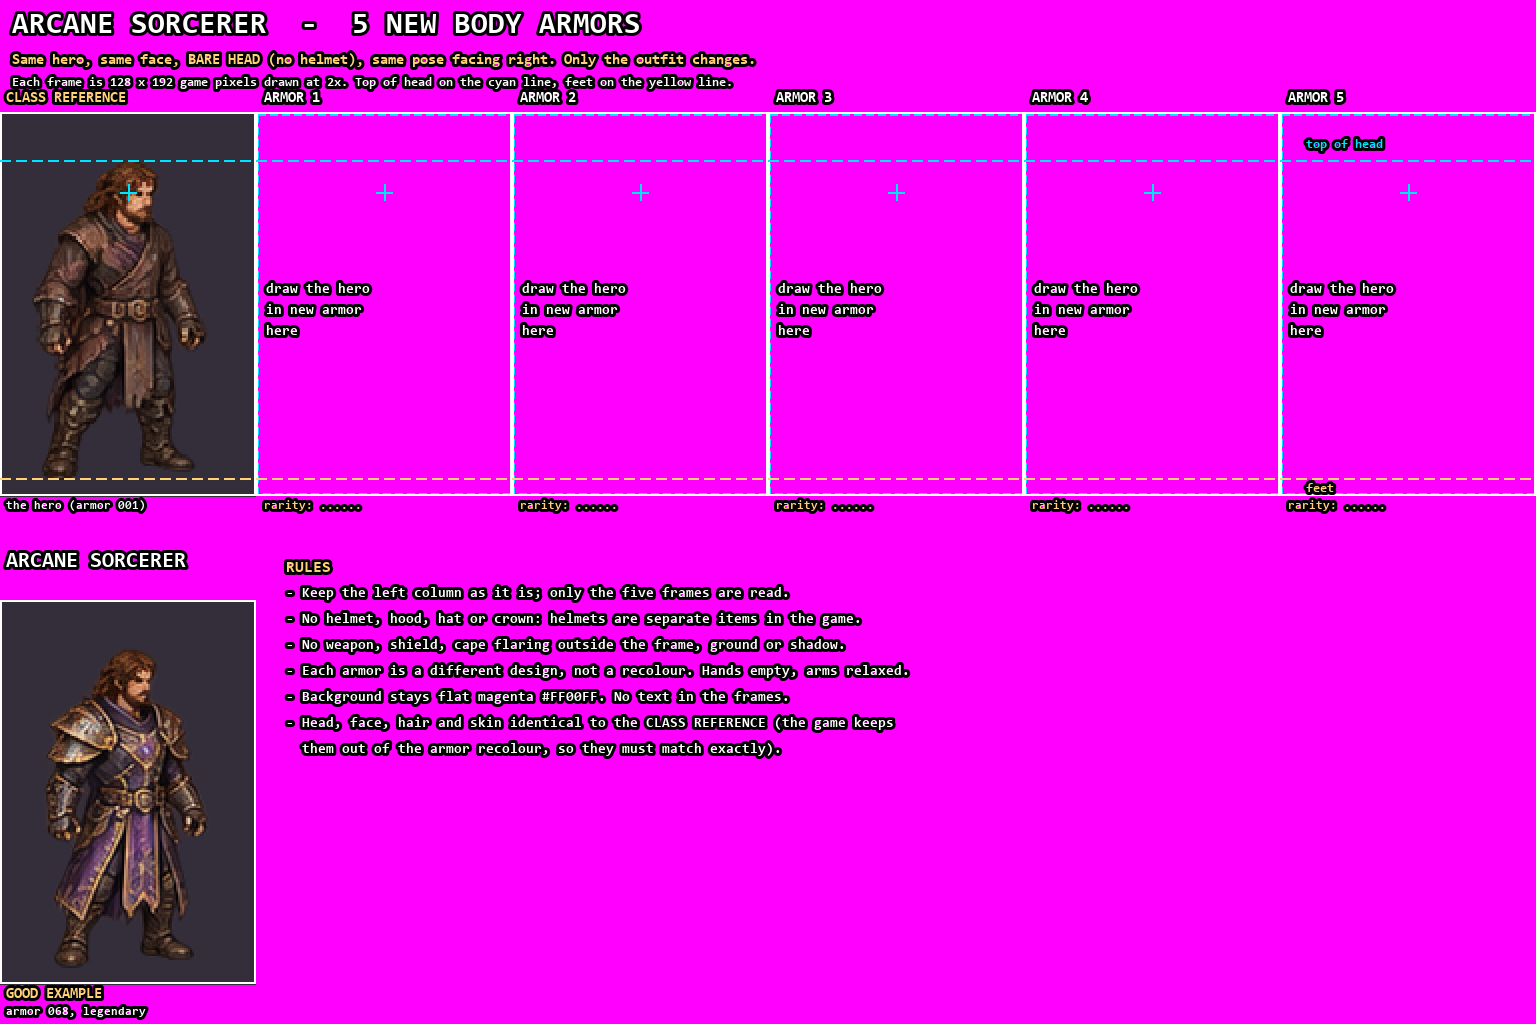 ARCANE SORCERER - 5 NEW BODY ARMORS
Same hero, same face, BARE HEAD (no helmet), same pose facing right. Only the outfit changes.
Each frame is 128 x 192 game pixels drawn at 2x. Top of head on the cyan line, feet on the yellow line.
CLASS REFERENCE ARMOR 1 ARMOR 2 ARMOR 3 ARMOR 4 ARMOR 5
top of head
draw the hero draw the hero draw the hero draw the hero draw the hero
in new armor in new armor in new armor in new armor in new armor
here here here here here
feet
the hero (armor 001) rarity: ...... rarity: ...... rarity: ...... rarity: ...... rarity: ......
ARCANE SORCERER
RULES
- Keep the left column as it is; only the five frames are read.
- No helmet, hood, hat or crown: helmets are separate items in the game.
- No weapon, shield, cape flaring outside the frame, ground or shadow.
- Each armor is a different design, not a recolour. Hands empty, arms relaxed.
- Background stays flat magenta #FF00FF. No text in the frames.
- Head, face, hair and skin identical to the CLASS REFERENCE (the game keeps
them out of the armor recolour, so they must match exactly).
GOOD EXAMPLE
armor 068, legendary